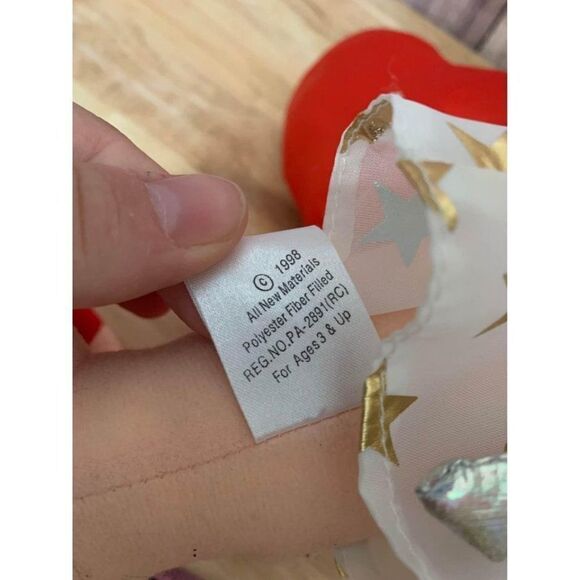 © 1998
All New Materials
Polyester Fiber Filled
REG.NO.PA-2891(RC)
For Ages 3 & Up